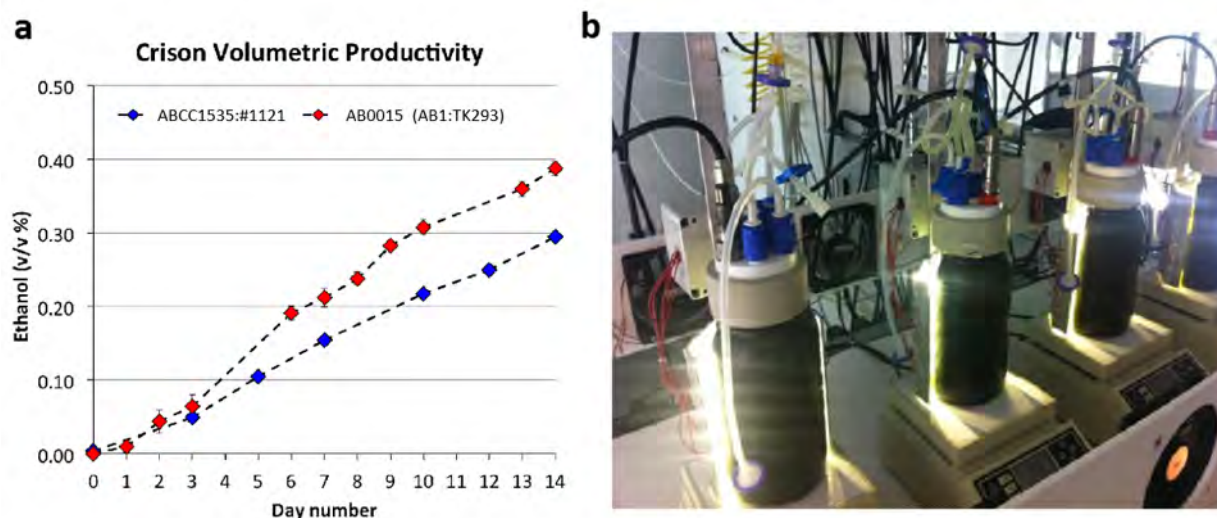 a
Crison Volumetric Productivity
0.50
ABCC1535:#1121 AB0015 (AB1:TK293)
0.40
0.30
0.20
0.10
0.00
Ethanol (v/v %)
0 1 2 3 4 5 6 7 8 9 10 11 12 13 14
Day number
b